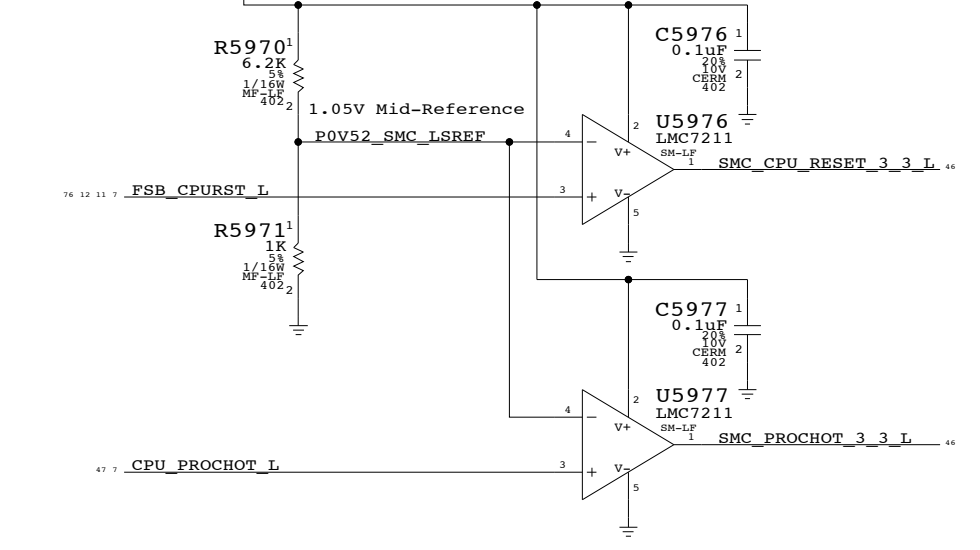 R5970 1
6.2K
5%
1/16W
MF-LF
402 2
C5976 1
0.1uF
20%
10V
CERM 2
402
1.05V Mid-Reference
P0V52_SMC_LSREF
4
−
2
V+
U5976
LMC7211
SM-LF
1
SMC_CPU_RESET_3_3_L 46
76 12 11 7 FSB_CPURST_L
3
+
V-
5
R5971 1
1K
5%
1/16W
MF-LF
402 2
C5977 1
0.1uF
20%
10V
CERM 2
402
4
−
2
V+
U5977
LMC7211
SM-LF
1
SMC_PROCHOT_3_3_L 46
47 7 CPU_PROCHOT_L
3
+
V-
5